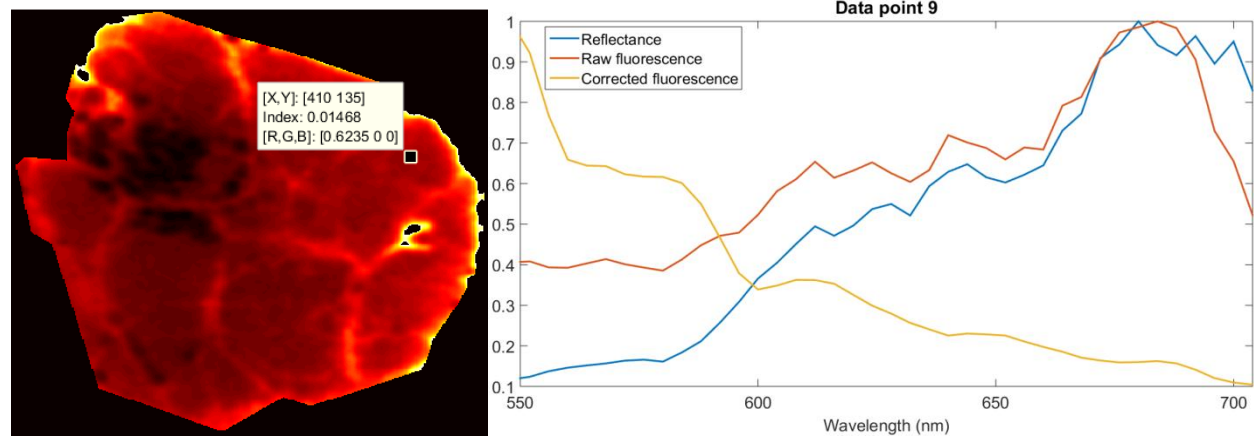 [X,Y]: [410 135]
Index: 0.01468
[R,G,B]: [0.6235 0 0]
Data point 9
Reflectance
Raw fluorescence
Corrected fluorescence
1
0.9
0.8
0.7
0.6
0.5
0.4
0.3
0.2
0.1
550 600 650 700
Wavelength (nm)